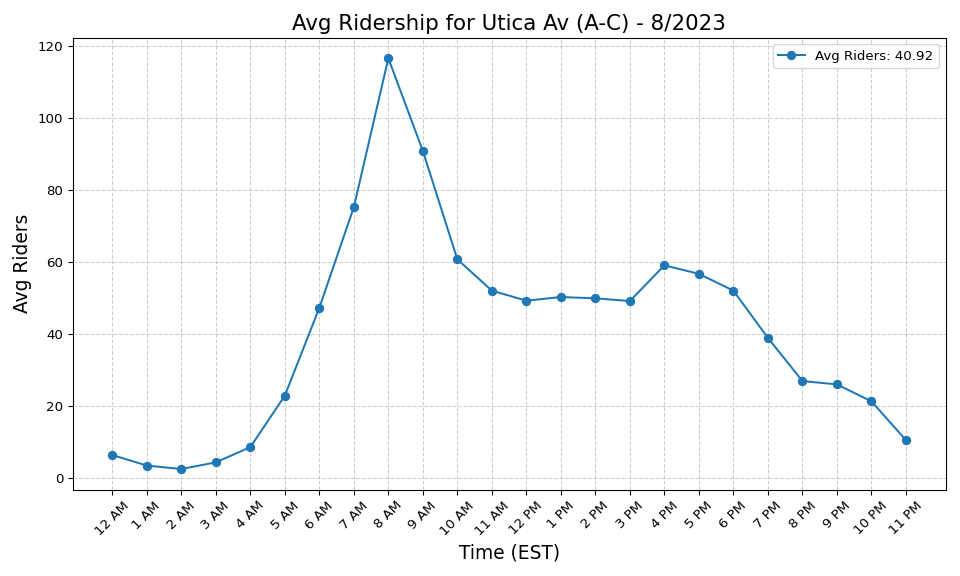 Avg Ridership for Utica Av (A-C) - 8/2023
Avg Riders: 40.92
Avg Riders
120
100
80
60
40
20
0
12 AM
1 AM
2 AM
3 AM
4 AM
5 AM
6 AM
7 AM
8 AM
9 AM
10 AM
11 AM
12 PM
1 PM
2 PM
3 PM
4 PM
5 PM
6 PM
7 PM
8 PM
9 PM
10 PM
11 PM
Time (EST)